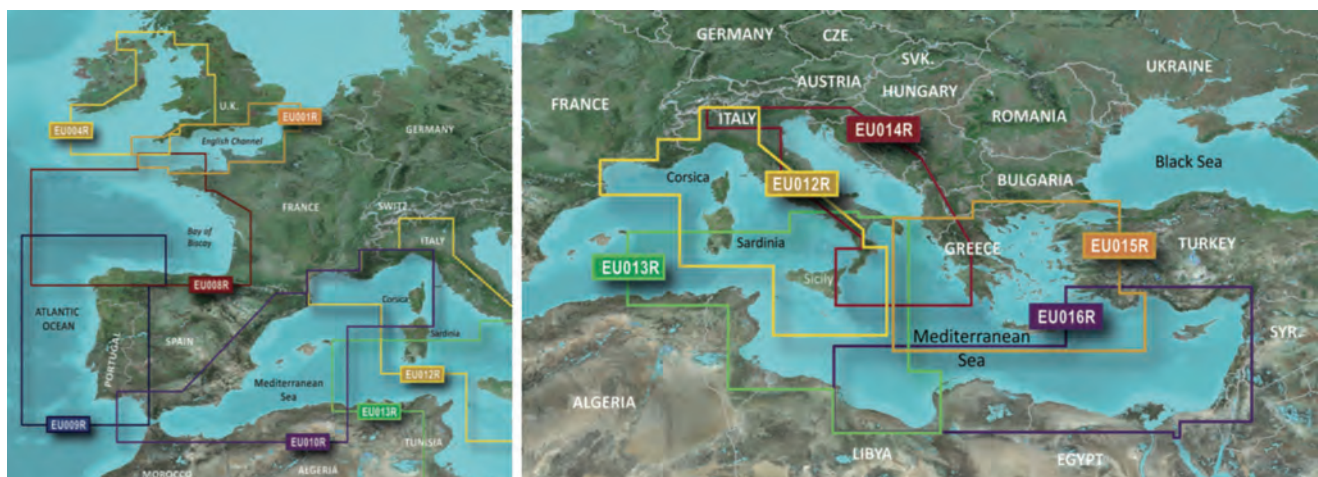 U.K.
EU001R
EU004R
English Channel
GERMANY
FRANCE
SWITZ.
Bay of
Biscay
ITALY
EU008R
Corsica
ATLANTIC
OCEAN
PORTUGAL
SPAIN
Sardinia
Mediterranean
Sea
EU012R
EU013R
EU009R
EU010R
TUNISIA
MOROCCO
ALGERIA
GERMANY
CZE.
SVK.
UKRAINE
FRANCE
AUSTRIA
HUNGARY
ITALY
EU014R
ROMANIA
Black Sea
Corsica
EU012R
BULGARIA
Sardinia
GREECE
EU015R
TURKEY
EU013R
Sicily
EU016R
Mediterranean
Sea
SYR.
ALGERIA
LIBYA
EGYPT